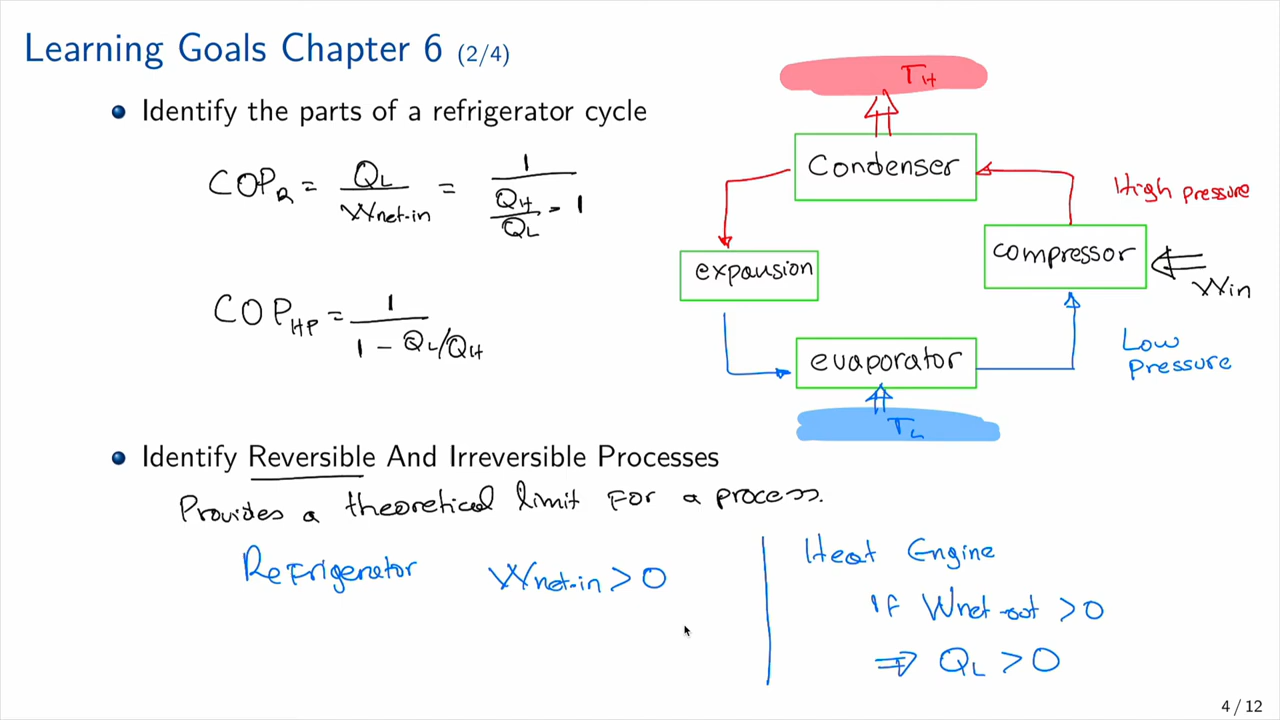 Learning Goals Chapter 6 (2/4)
Identify the parts of a refrigerator cycle
COP_R = Q_L / W_net-in = 1 / (Q_H / Q_L - 1)
COP_HP = 1 / (1 - Q_L/Q_H)
T_H
Condenser
High pressure
expansion
compressor
Win
evaporator
Low
Pressure
T_L
Identify Reversible And Irreversible Processes
Provides a theoretical limit for a process.
Refrigerator W_net-in > 0
Heat Engine
if W_net-out > 0
⇒ Q_L > 0
4 / 12